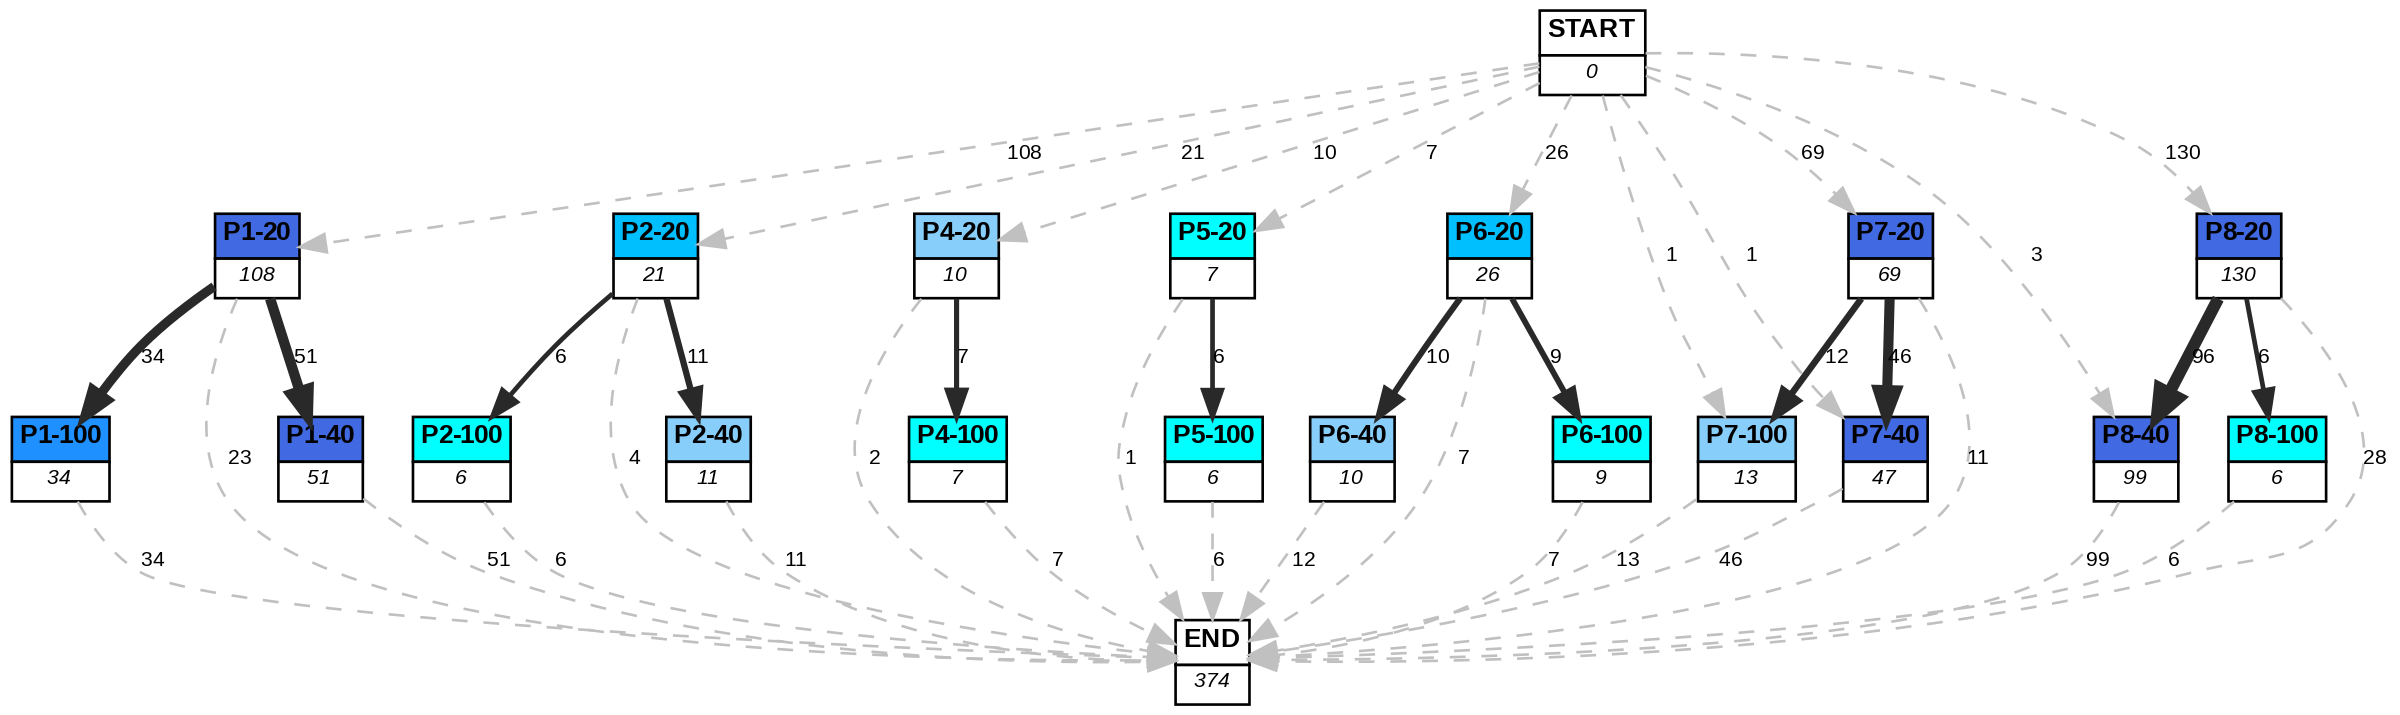 START
0
108
21
10
7
26
69
130
P1-20
108
P2-20
21
P4-20
10
P5-20
7
P6-20
26
1
1
P7-20
69
3
P8-20
130
34
51
6
11
7
6
10
9
12
46
96
6
P1-100
34
23
P1-40
51
P2-100
6
4
P2-40
11
2
P4-100
7
1
P5-100
6
P6-40
10
7
P6-100
9
P7-100
13
P7-40
47
11
P8-40
99
P8-100
6
28
34
51
6
11
7
6
12
7
13
46
99
6
END
374